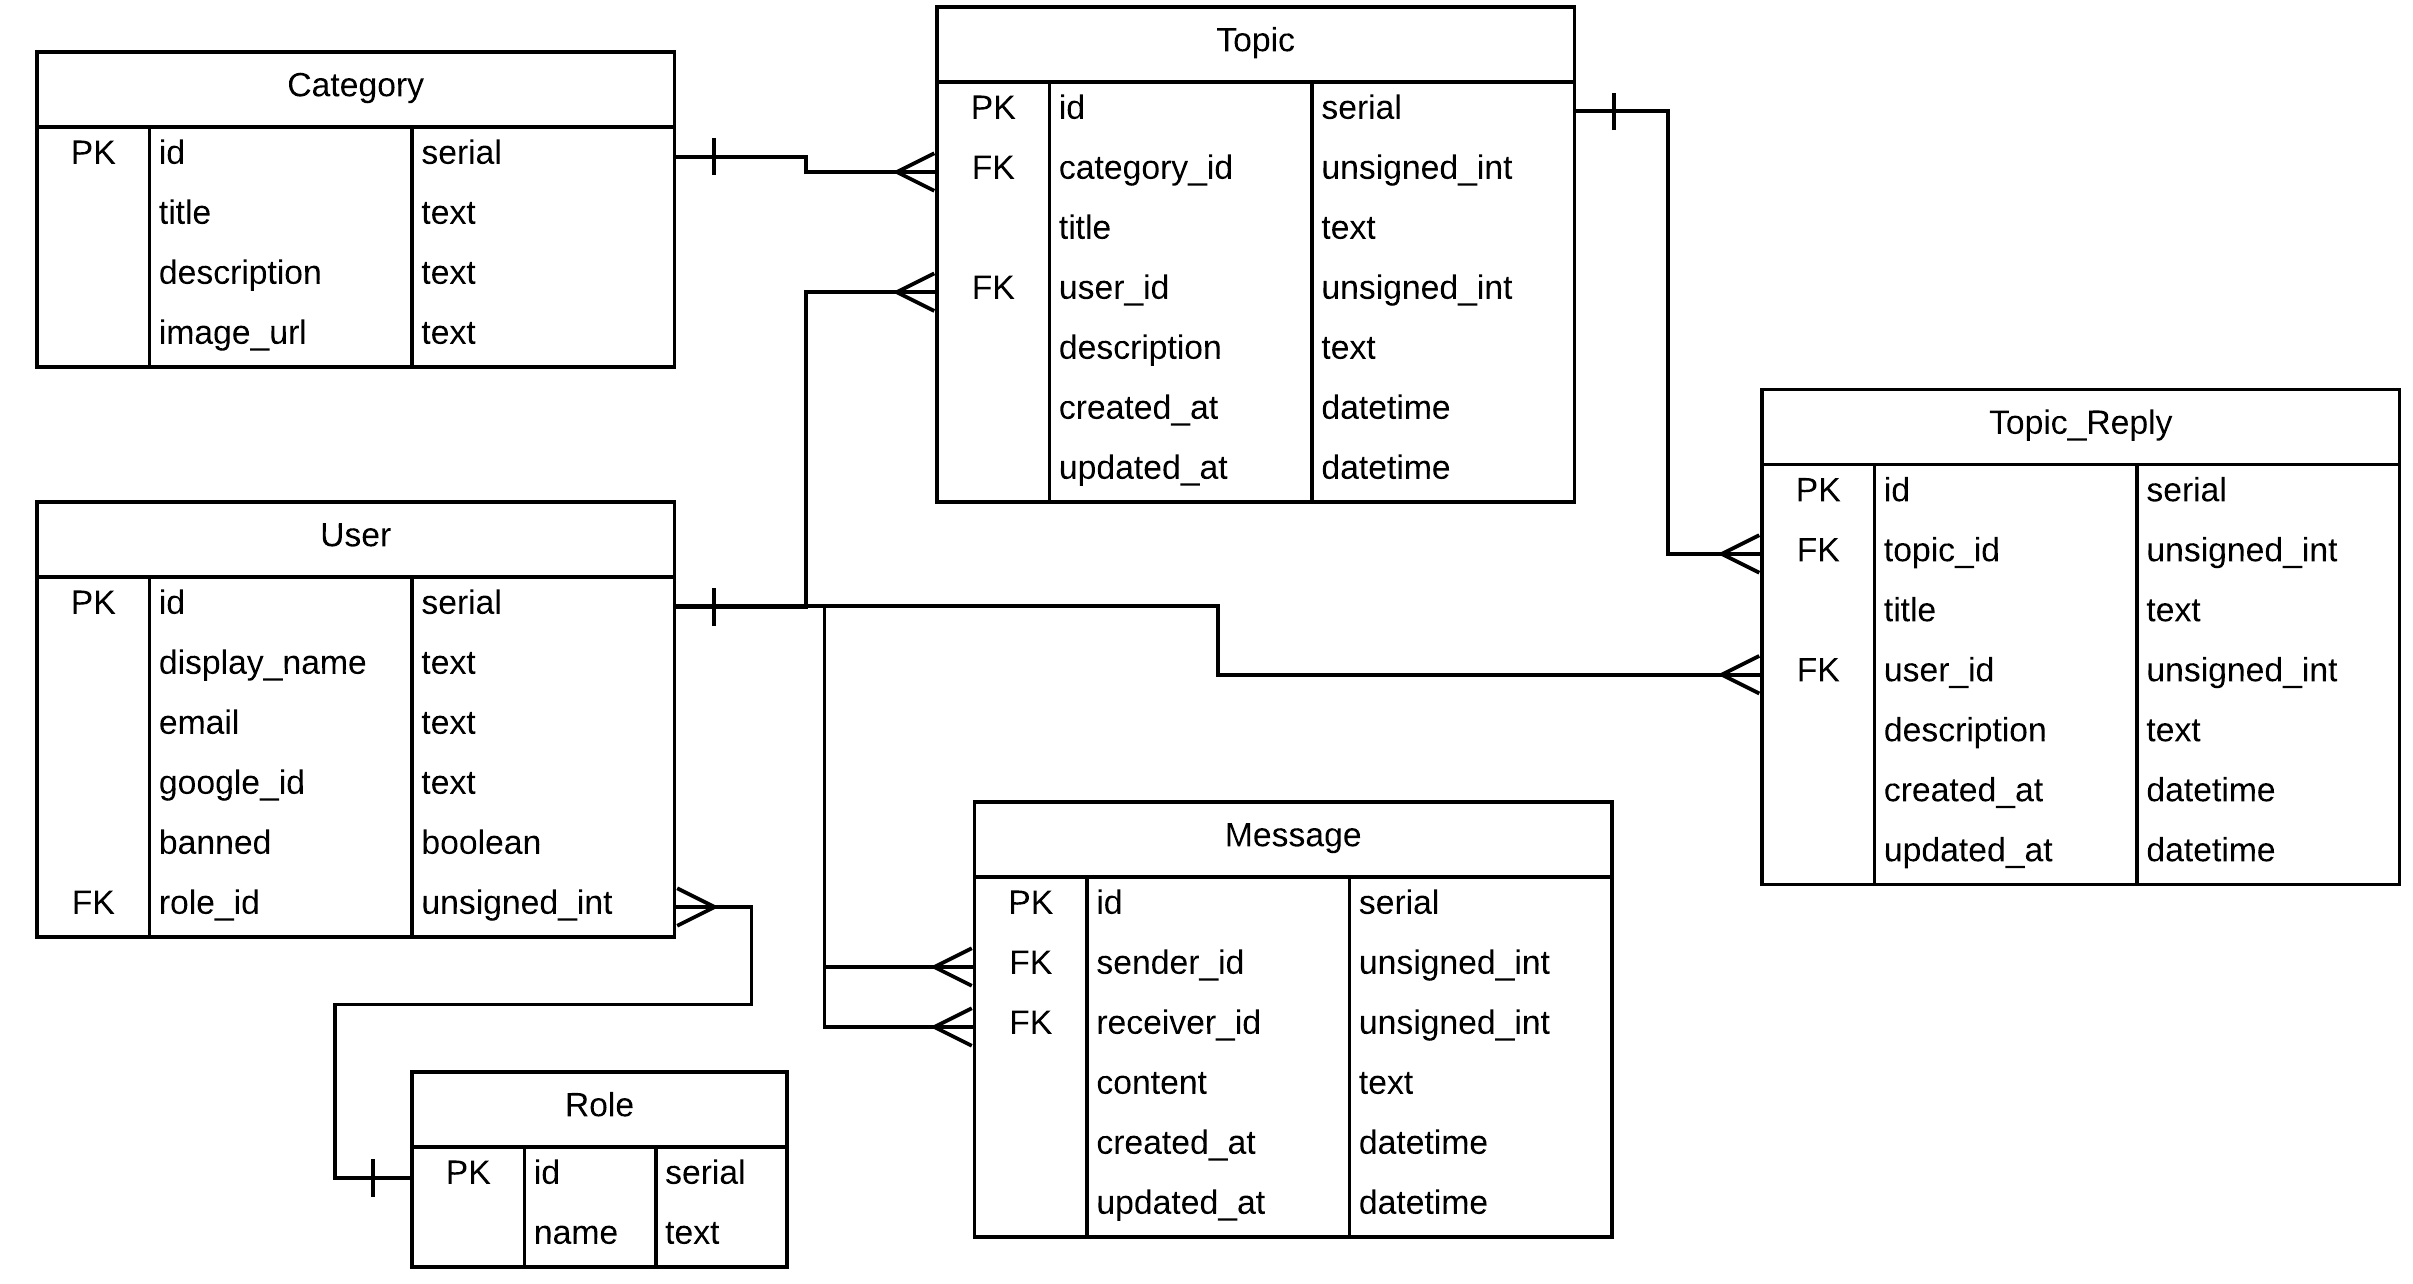 Category
PK id serial
title text
description text
image_url text
Topic
PK id serial
FK category_id unsigned_int
title text
FK user_id unsigned_int
description text
created_at datetime
updated_at datetime
Topic_Reply
PK id serial
FK topic_id unsigned_int
title text
FK user_id unsigned_int
description text
created_at datetime
updated_at datetime
User
PK id serial
display_name text
email text
google_id text
banned boolean
FK role_id unsigned_int
Message
PK id serial
FK sender_id unsigned_int
FK receiver_id unsigned_int
content text
created_at datetime
updated_at datetime
Role
PK id serial
name text